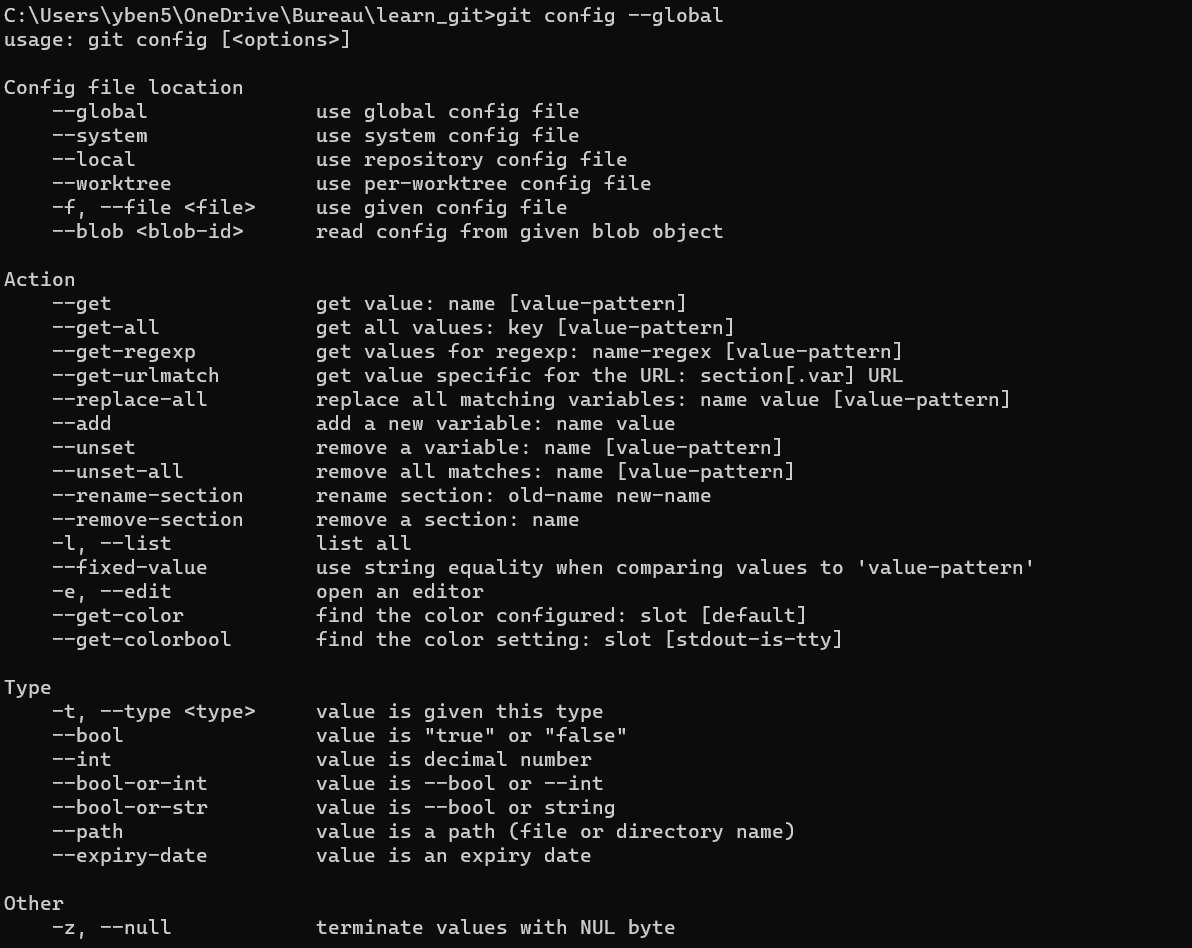 C:\Users\yben5\OneDrive\Bureau\learn_git>git config --global
usage: git config [<options>]

Config file location
    --global              use global config file
    --system              use system config file
    --local               use repository config file
    --worktree            use per-worktree config file
    -f, --file <file>     use given config file
    --blob <blob-id>      read config from given blob object

Action
    --get                 get value: name [value-pattern]
    --get-all             get all values: key [value-pattern]
    --get-regexp          get values for regexp: name-regex [value-pattern]
    --get-urlmatch        get value specific for the URL: section[.var] URL
    --replace-all         replace all matching variables: name value [value-pattern]
    --add                 add a new variable: name value
    --unset               remove a variable: name [value-pattern]
    --unset-all           remove all matches: name [value-pattern]
    --rename-section      rename section: old-name new-name
    --remove-section      remove a section: name
    -l, --list            list all
    --fixed-value         use string equality when comparing values to 'value-pattern'
    -e, --edit            open an editor
    --get-color           find the color configured: slot [default]
    --get-colorbool       find the color setting: slot [stdout-is-tty]

Type
    -t, --type <type>     value is given this type
    --bool                value is "true" or "false"
    --int                 value is decimal number
    --bool-or-int         value is --bool or --int
    --bool-or-str         value is --bool or string
    --path                value is a path (file or directory name)
    --expiry-date         value is an expiry date

Other
    -z, --null            terminate values with NUL byte